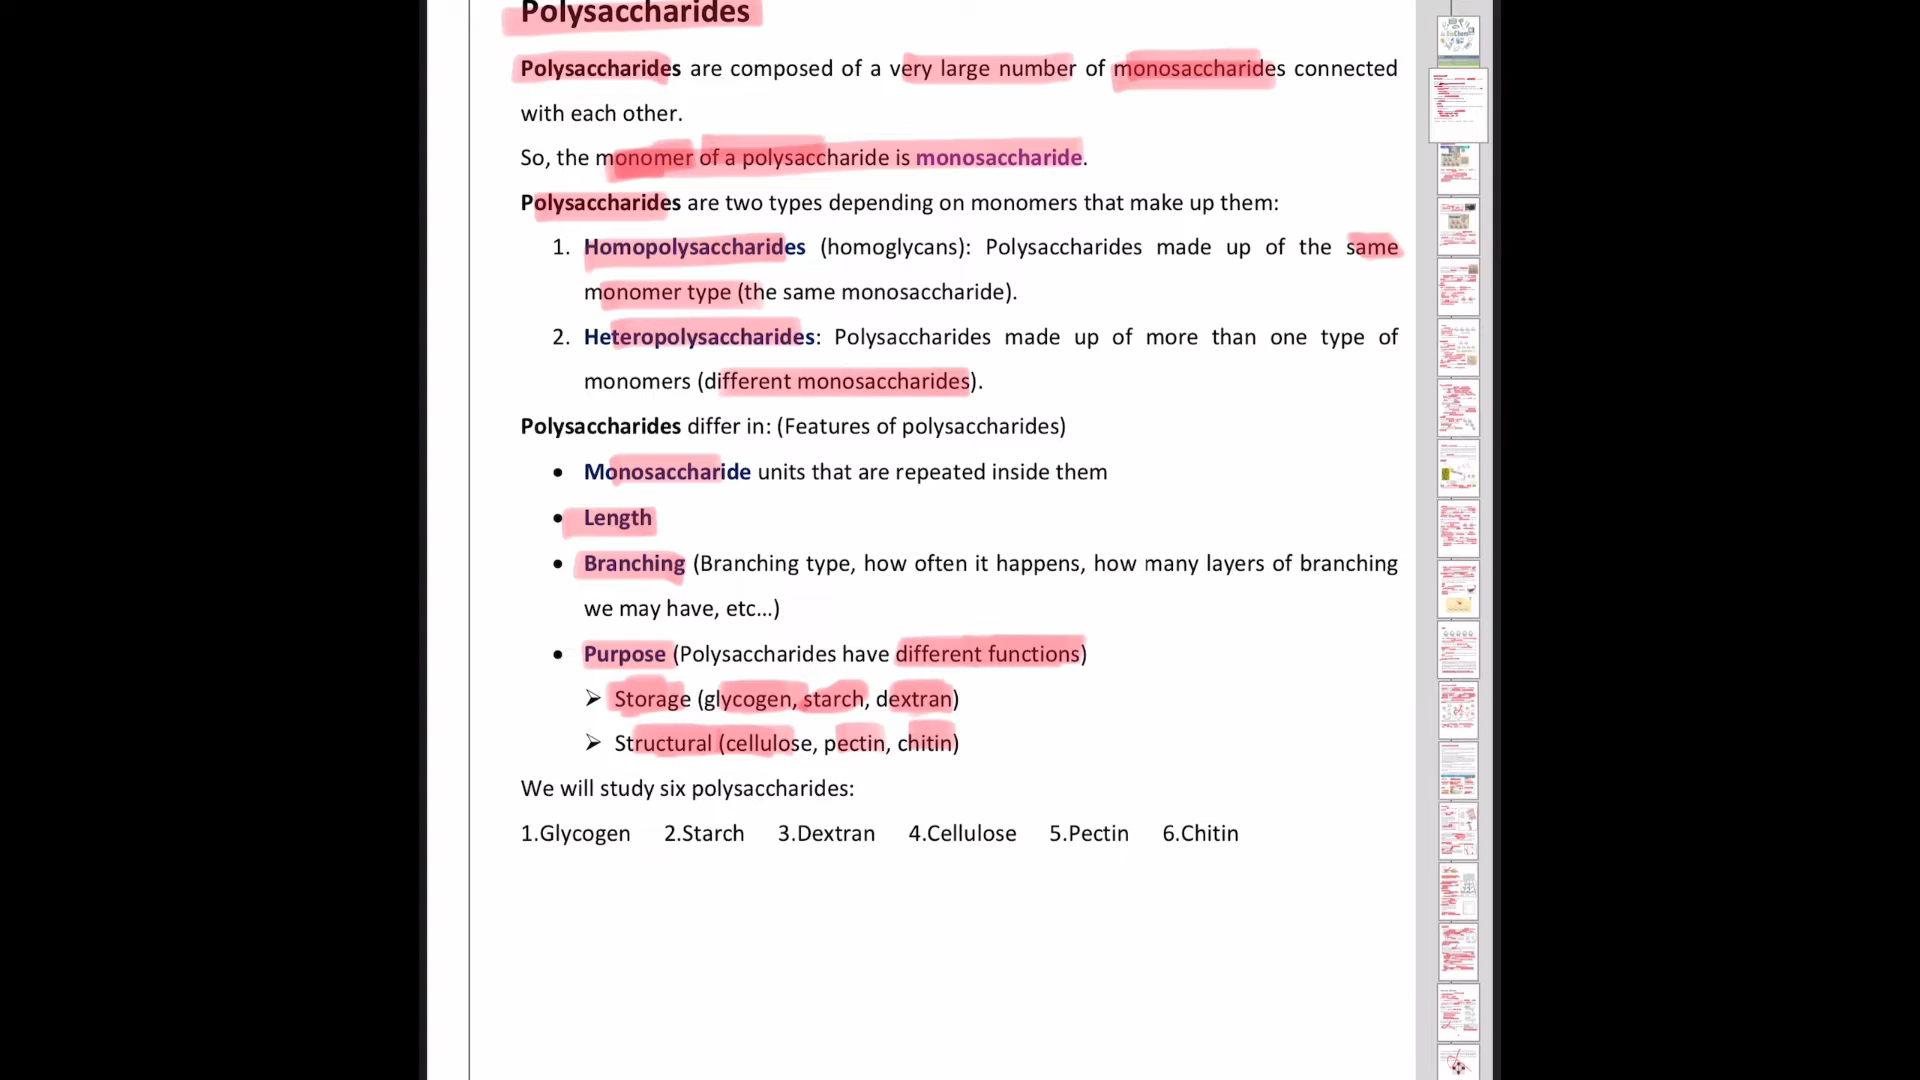 Polysaccharides
Polysaccharides are composed of a very large number of monosaccharides connected
with each other.
So, the monomer of a polysaccharide is monosaccharide.
Polysaccharides are two types depending on monomers that make up them:
1. Homopolysaccharides (homoglycans): Polysaccharides made up of the same
monomer type (the same monosaccharide).
2. Heteropolysaccharides: Polysaccharides made up of more than one type of
monomers (different monosaccharides).
Polysaccharides differ in: (Features of polysaccharides)
• Monosaccharide units that are repeated inside them
• Length
• Branching (Branching type, how often it happens, how many layers of branching
we may have, etc…)
• Purpose (Polysaccharides have different functions)
➢ Storage (glycogen, starch, dextran)
➢ Structural (cellulose, pectin, chitin)
We will study six polysaccharides:
1.Glycogen 2.Starch 3.Dextran 4.Cellulose 5.Pectin 6.Chitin